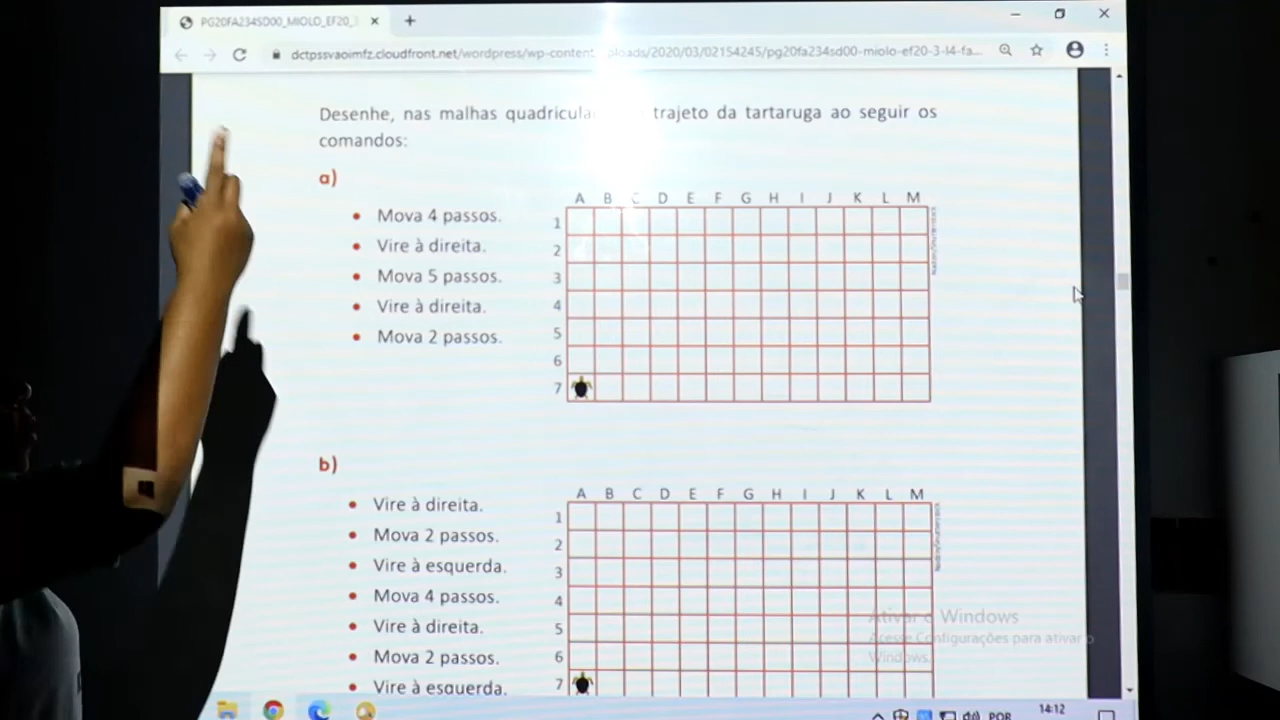 PG20FA234SD00_MIOLO_EF20_3
dctpssvaoimfz.cloudfront.net/wordpress/wp-content ploads/2020/03/02154245/pg20fa234sd00-miolo-ef20-3-l4-fa...
Desenhe, nas malhas trajeto da tartaruga ao seguir os
comandos:
a)
Mova 4 passos.
Vire à direita.
Mova 5 passos.
Vire à direita.
Mova 2 passos.
A B C D E F G H I J K L M
1
2
3
4
5
6
7
b)
Vire à direita.
Mova 2 passos.
Vire à esquerda.
Mova 4 passos.
Vire à direita.
Mova 2 passos.
Vire à esquerda.
A B C D E F G H I J K L M
1
2
3
4
5
6
7
Ativar o Windows
Acesse Configurações para ativar o
Windows.
POR
14:12